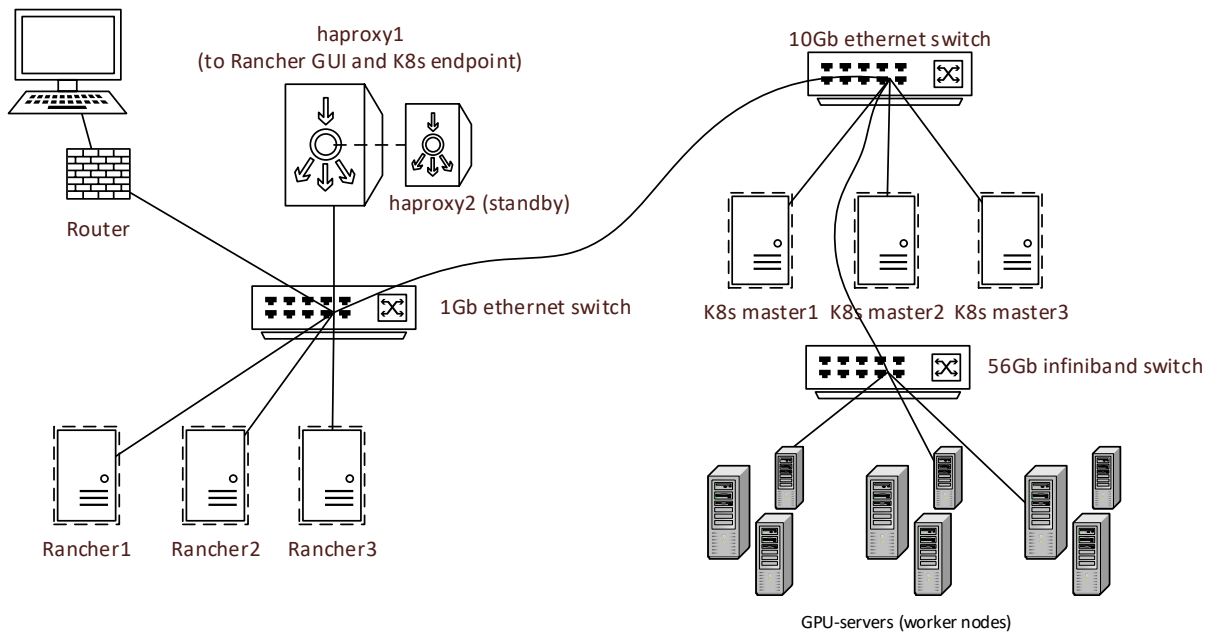 haproxy1
(to Rancher GUI and K8s endpoint)
10Gb ethernet switch
haproxy2 (standby)
Router
1Gb ethernet switch
K8s master1
K8s master2
K8s master3
56Gb infiniband switch
Rancher1
Rancher2
Rancher3
GPU-servers (worker nodes)